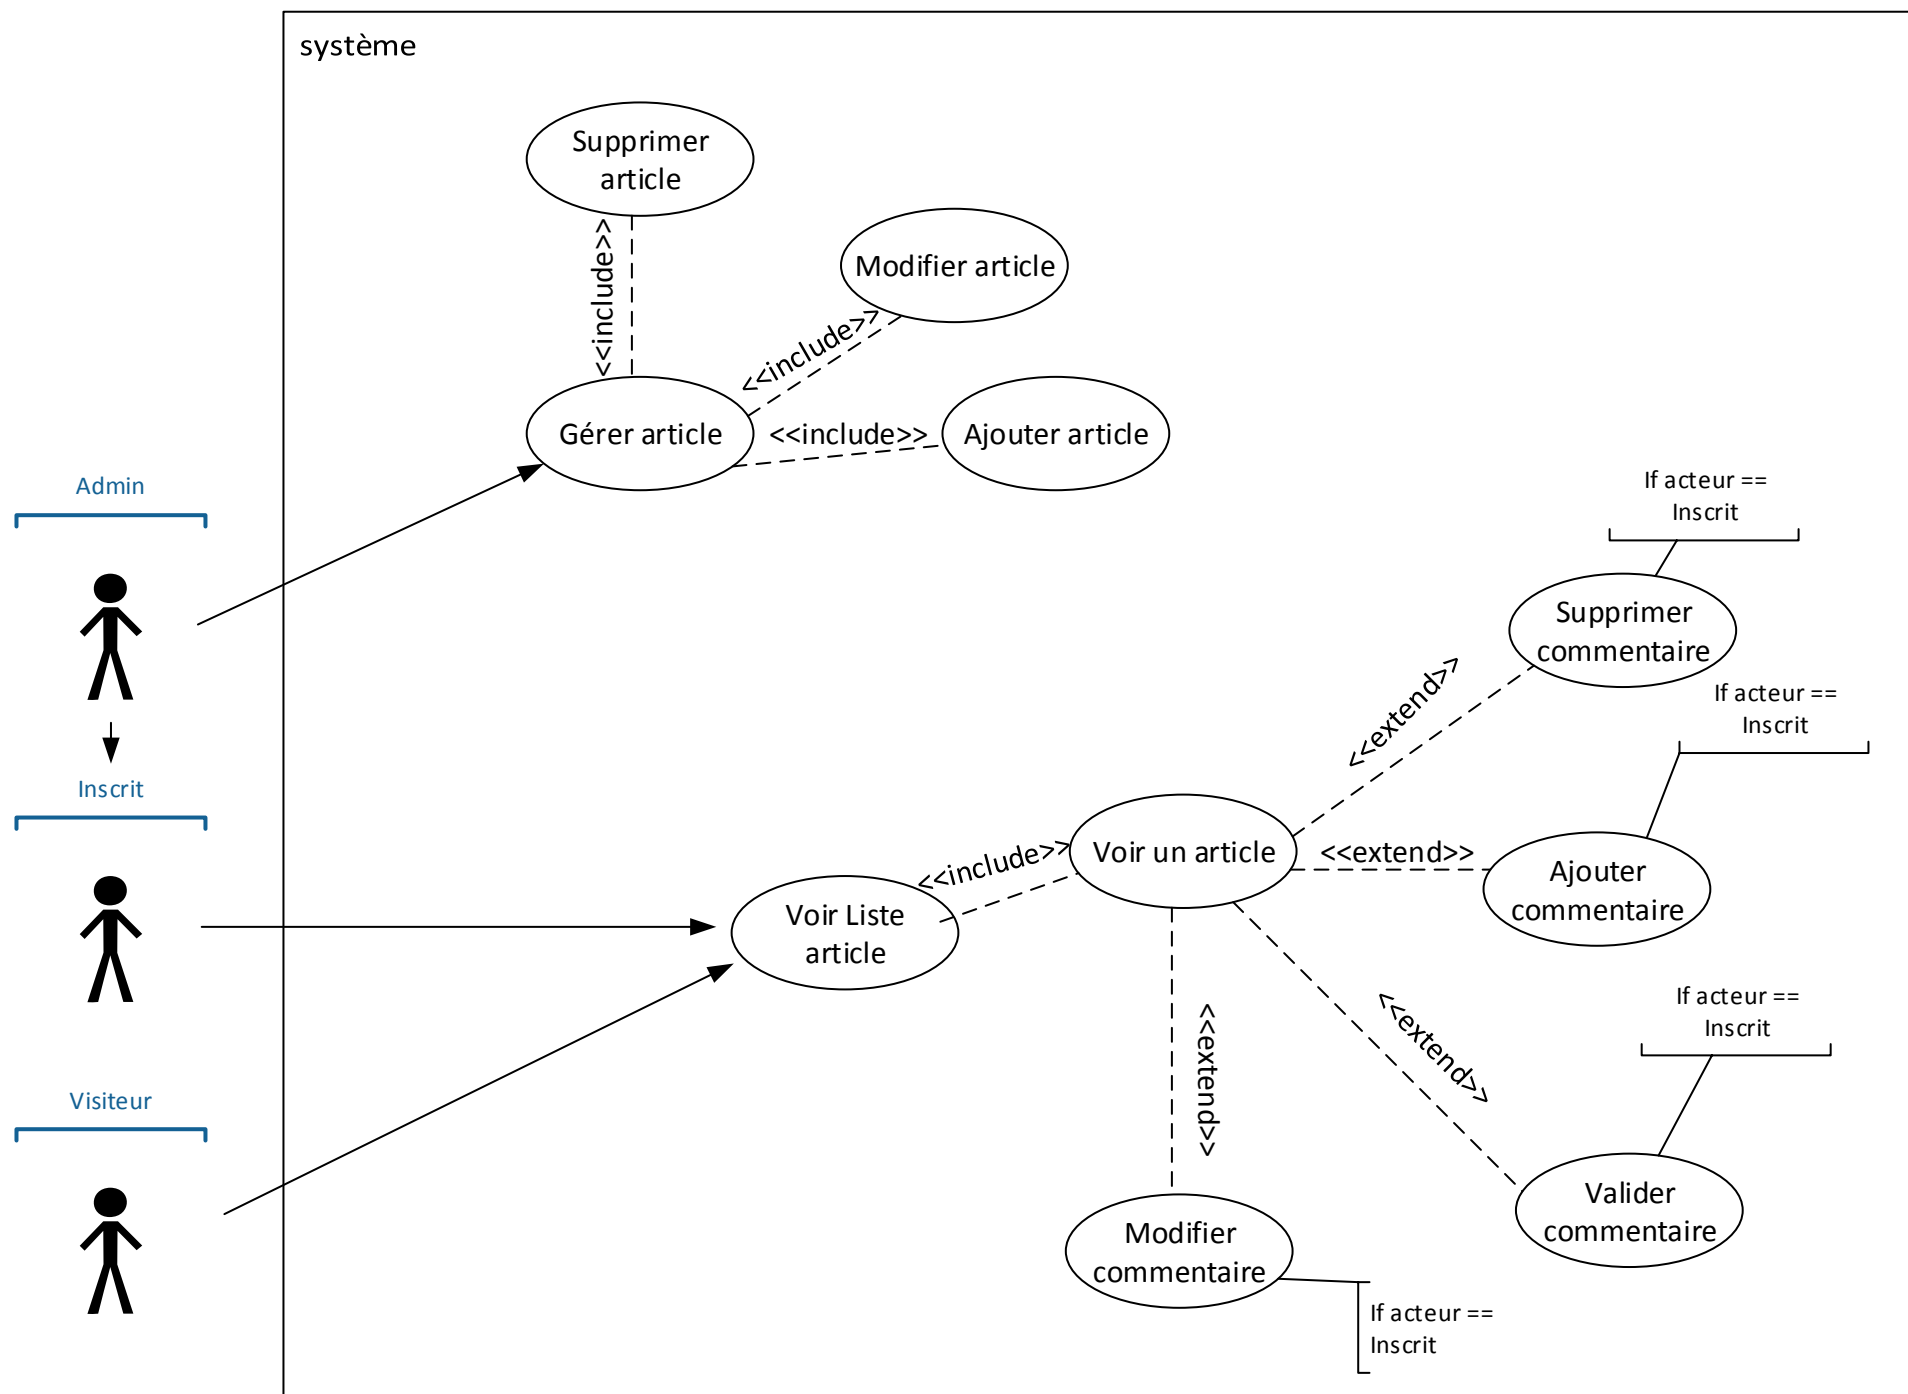 système
Supprimer
article
<<include>>
Modifier article
<<include>>
Gérer article
<<include>>
Ajouter article
Admin
If acteur ==
Inscrit
Supprimer
commentaire
<<extend>>
If acteur ==
Inscrit
Inscrit
<<include>>
Voir un article
<<extend>>
Ajouter
commentaire
Voir Liste
article
If acteur ==
Inscrit
<<extend>>
<<extend>>
Visiteur
Valider
commentaire
Modifier
commentaire
If acteur ==
Inscrit